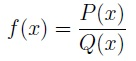 f(x) = P(x)/Q(x)